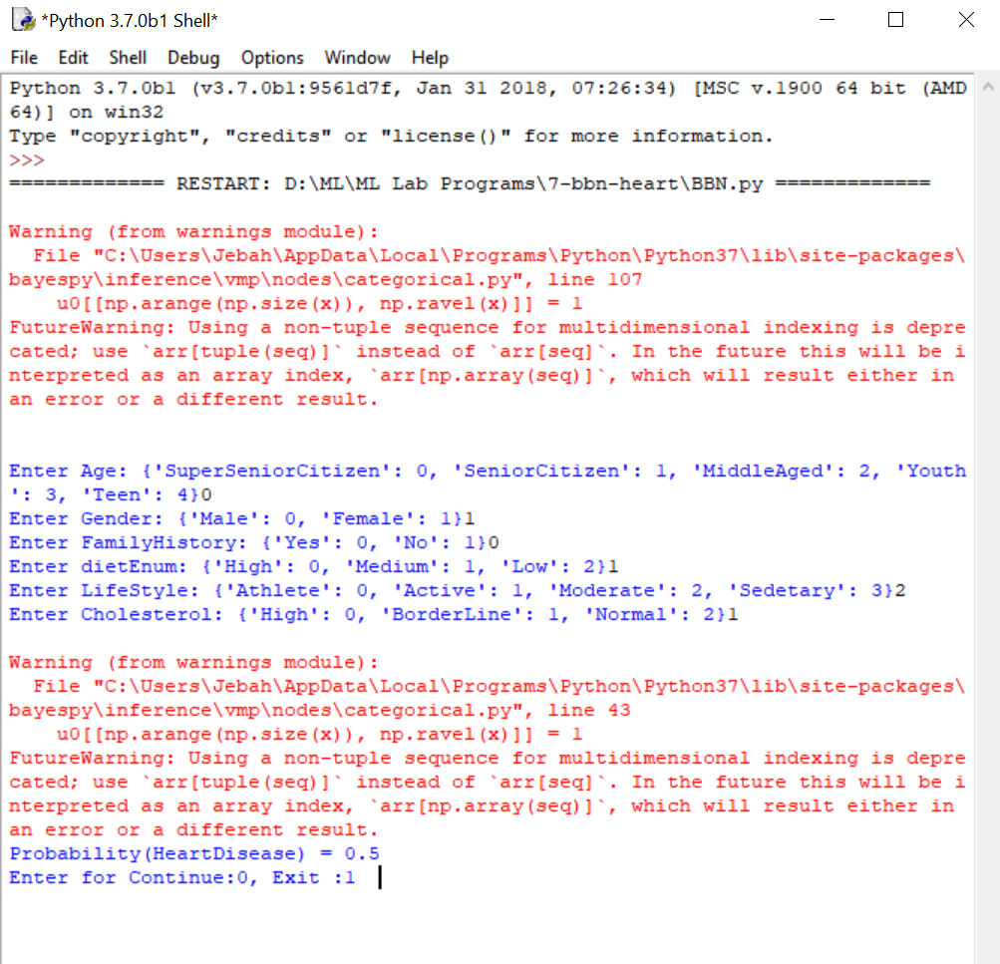 *Python 3.7.0b1 Shell*
File Edit Shell Debug Options Window Help
Python 3.7.0b1 (v3.7.0b1:9561d7f, Jan 31 2018, 07:26:34) [MSC v.1900 64 bit (AMD
64)] on win32
Type "copyright", "credits" or "license()" for more information.
>>>
============= RESTART: D:\ML\ML Lab Programs\7-bbn-heart\BBN.py =============
Warning (from warnings module):
  File "C:\Users\Jebah\AppData\Local\Programs\Python\Python37\lib\site-packages\
bayespy\inference\vmp\nodes\categorical.py", line 107
    u0[[np.arange(np.size(x)), np.ravel(x)]] = 1
FutureWarning: Using a non-tuple sequence for multidimensional indexing is depre
cated; use `arr[tuple(seq)]` instead of `arr[seq]`. In the future this will be i
nterpreted as an array index, `arr[np.array(seq)]`, which will result either in
an error or a different result.
Enter Age: {'SuperSeniorCitizen': 0, 'SeniorCitizen': 1, 'MiddleAged': 2, 'Youth
': 3, 'Teen': 4}0
Enter Gender: {'Male': 0, 'Female': 1}1
Enter FamilyHistory: {'Yes': 0, 'No': 1}0
Enter dietEnum: {'High': 0, 'Medium': 1, 'Low': 2}1
Enter LifeStyle: {'Athlete': 0, 'Active': 1, 'Moderate': 2, 'Sedetary': 3}2
Enter Cholesterol: {'High': 0, 'BorderLine': 1, 'Normal': 2}1
Warning (from warnings module):
  File "C:\Users\Jebah\AppData\Local\Programs\Python\Python37\lib\site-packages\
bayespy\inference\vmp\nodes\categorical.py", line 43
    u0[[np.arange(np.size(x)), np.ravel(x)]] = 1
FutureWarning: Using a non-tuple sequence for multidimensional indexing is depre
cated; use `arr[tuple(seq)]` instead of `arr[seq]`. In the future this will be i
nterpreted as an array index, `arr[np.array(seq)]`, which will result either in
an error or a different result.
Probability(HeartDisease) = 0.5
Enter for Continue:0, Exit :1